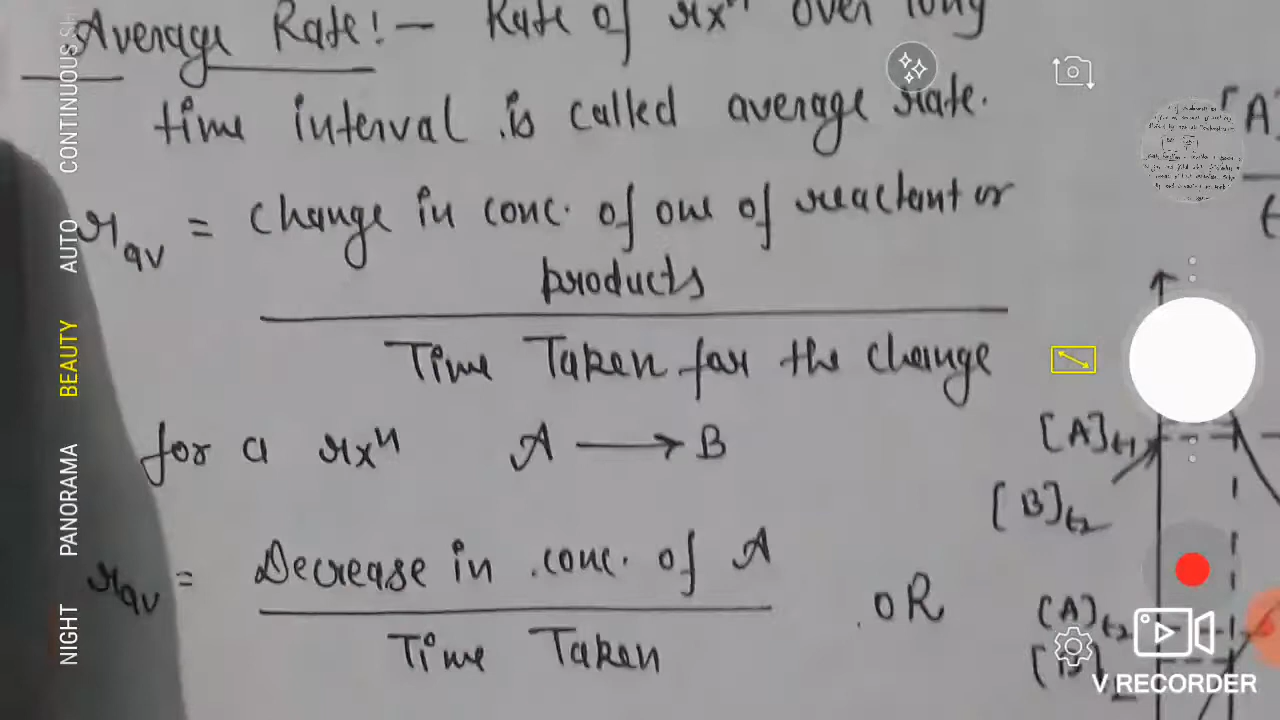 Average Rate!- Rate of rxⁿ over long
time interval is called average rate.
r_av = Change in conc. of one of reactant or
products
Time Taken for the change
for a rxⁿ A → B
r_av = Decrease in conc. of A
Time Taken
OR
[A]
[A]t1
[B]t2
[A]t2
[B]
CONTINUOUS
AUTO
BEAUTY
PANORAMA
NIGHT
V RECORDER